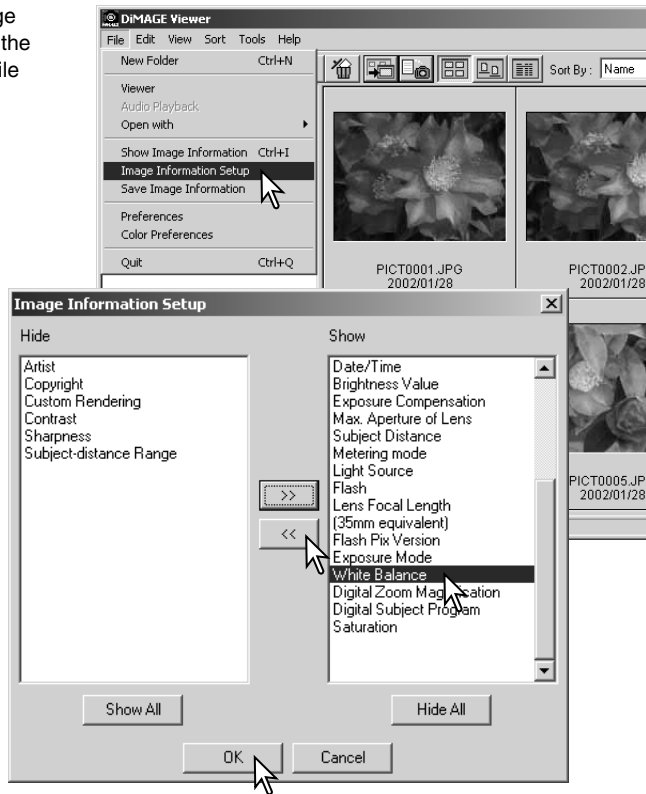 ge
the
ile
DiMAGE Viewer
File Edit View Sort Tools Help
New Folder Ctrl+N
Viewer
Audio Playback
Open with
Show Image Information Ctrl+I
Image Information Setup
Save Image Information
Preferences
Color Preferences
Quit Ctrl+Q
Sort By : Name
PICT0001.JPG
2002/01/28
PICT0002.JP
2002/01/28
PICT0005.JP
2002/01/28
Image Information Setup
Hide
Artist
Copyright
Custom Rendering
Contrast
Sharpness
Subject-distance Range
>>
<<
Show
Date/Time
Brightness Value
Exposure Compensation
Max. Aperture of Lens
Subject Distance
Metering mode
Light Source
Flash
Lens Focal Length
(35mm equivalent)
Flash Pix Version
Exposure Mode
White Balance
Digital Zoom Magnification
Digital Subject Program
Saturation
Show All
Hide All
OK
Cancel